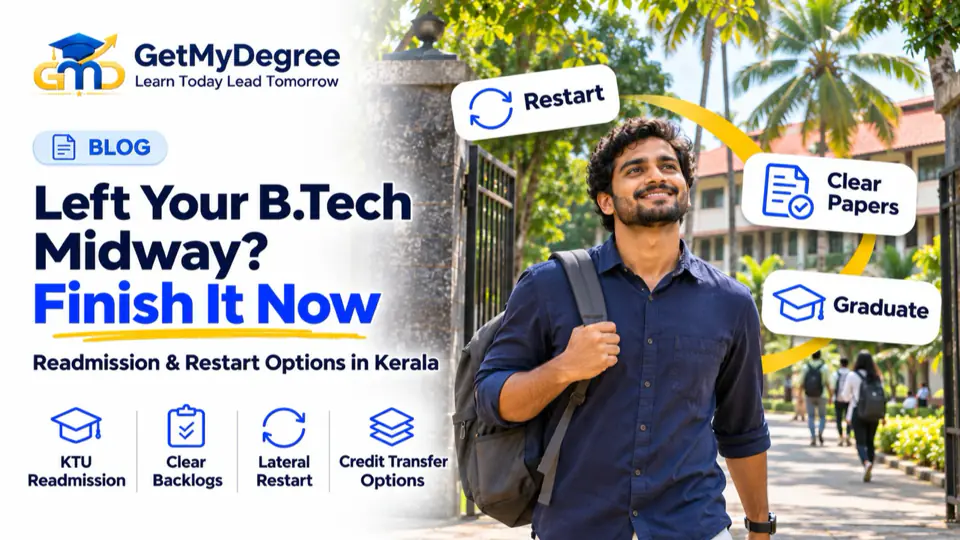 GMD
GetMyDegree
Learn Today Lead Tomorrow
BLOG
Left Your B.Tech
Midway?
Finish It Now
Readmission & Restart Options in Kerala
KTU
Readmission
Clear
Backlogs
Lateral
Restart
Credit Transfer
Options
Restart
Clear
Papers
Graduate